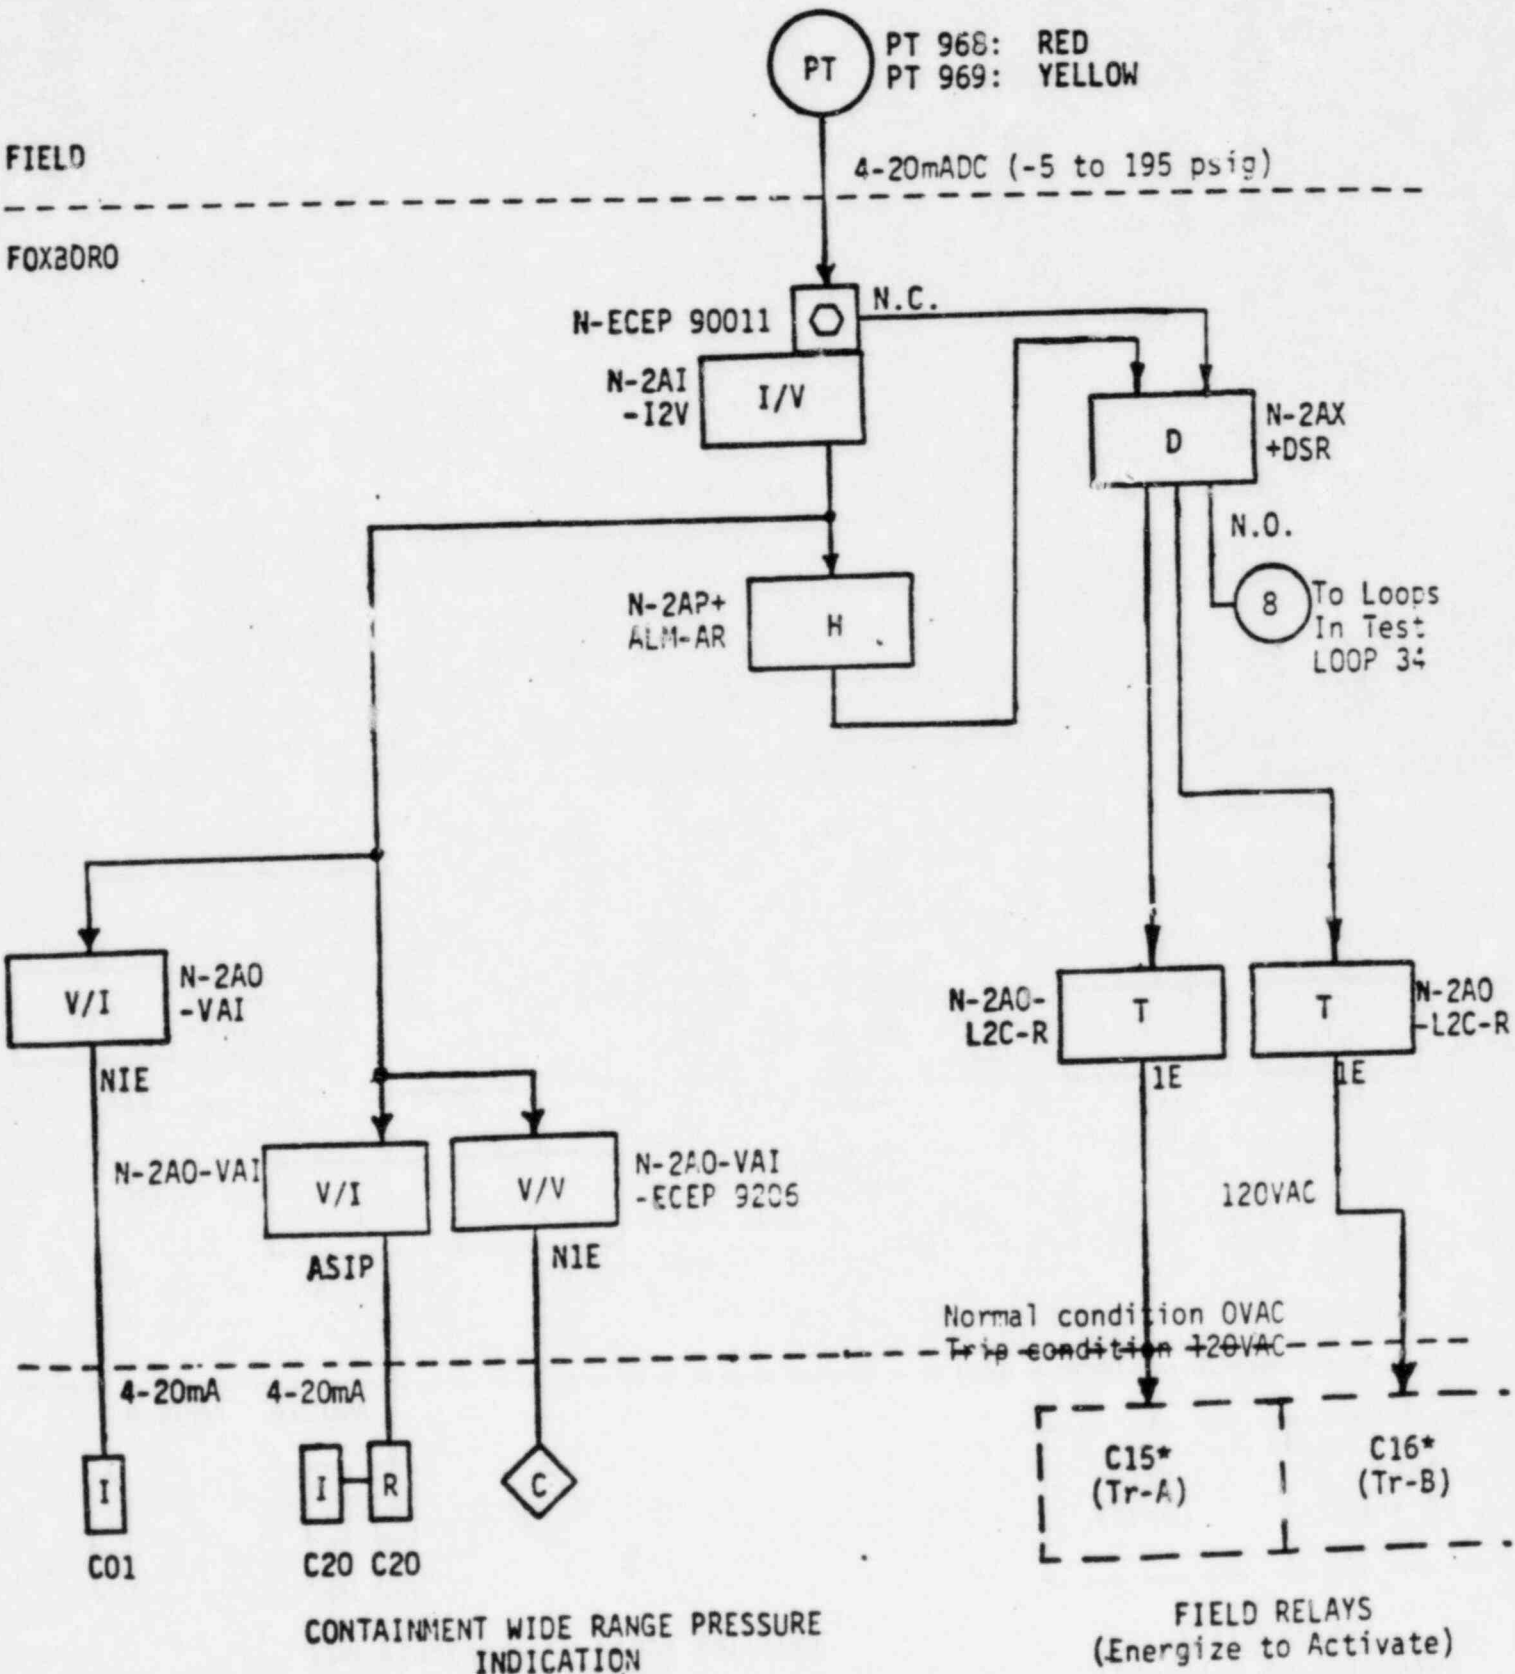 PT
PT 968: RED
PT 969: YELLOW
FIELD
4-20mADC (-5 to 195 psig)
FOXBORO
N-ECEP 90011
N.C.
N-2AI
-I2V
I/V
D
N-2AX
+DSR
N.O.
8
To Loops
In Test
LOOP 34
N-2AP+
ALM-AR
H
V/I
N-2AO
-VAI
N1E
N-2AO-VAI
V/I
ASIP
V/V
N-2AO-VAI
-ECEP 9206
N1E
N-2AO-
L2C-R
T
1E
T
N-2AO
-L2C-R
1E
120VAC
Normal condition 0VAC
Trip condition 120VAC
4-20mA
4-20mA
I
I
R
C
C01
C20
C20
C15*
(Tr-A)
C16*
(Tr-B)
CONTAINMENT WIDE RANGE PRESSURE
INDICATION
FIELD RELAYS
(Energize to Activate)